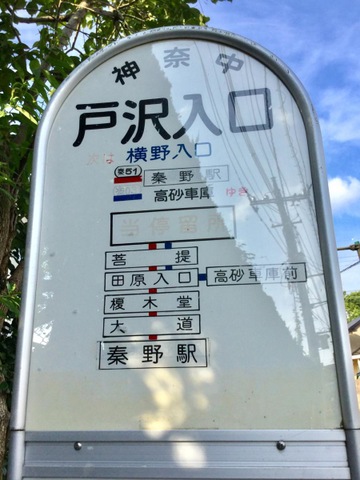 神奈中
戸沢入口
次は 横野入口
秦51 秦野駅
高砂車庫 ゆき
当停留所
菩提
田原入口 高砂車庫前
榎木堂
大道
秦野駅